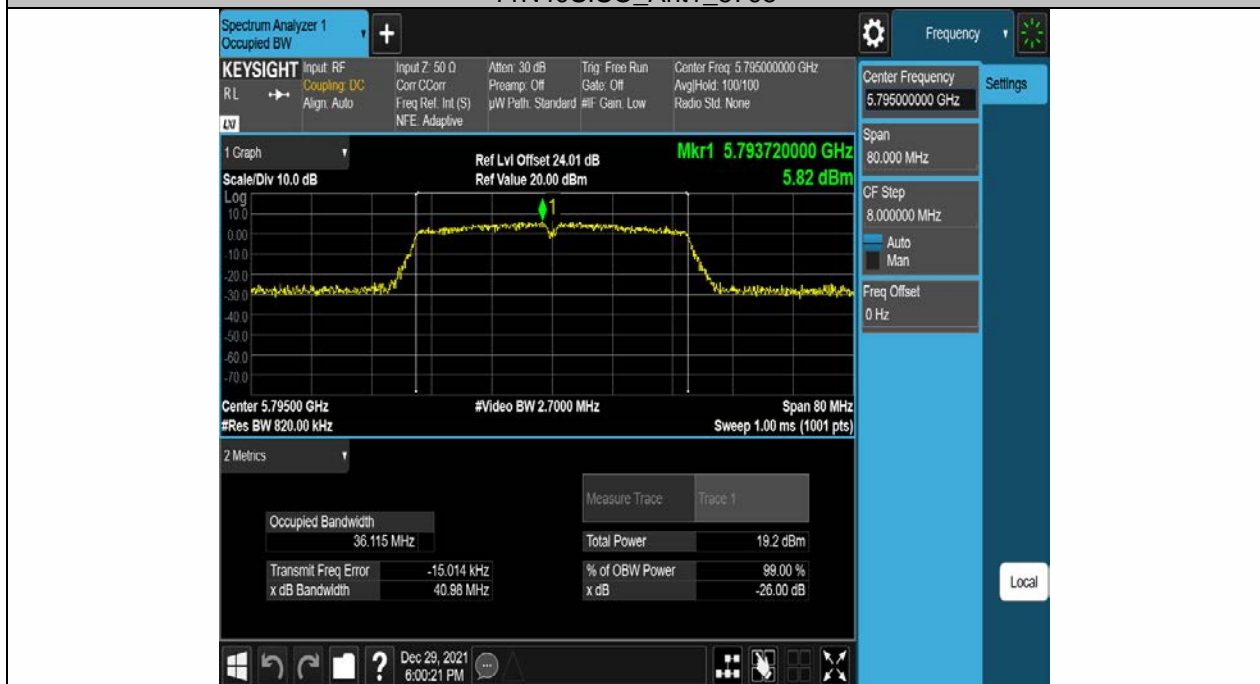 Spectrum Analyzer 1
Occupied BW
+
Frequency
KEYSIGHT
RL
LXI
Input: RF
Coupling: DC
Align: Auto
Input Z: 50 Ω
Corr CCorr
Freq Ref: Int (S)
NFE: Adaptive
Atten: 30 dB
Preamp: Off
µW Path: Standard
Trig: Free Run
Gate: Off
#IF Gain: Low
Center Freq: 5.795000000 GHz
Avg|Hold: 100/100
Radio Std: None
Center Frequency
5.795000000 GHz
Settings
Span
80.000 MHz
CF Step
8.000000 MHz
Auto
Man
Freq Offset
0 Hz
1 Graph
Ref Lvl Offset 24.01 dB
Mkr1 5.793720000 GHz
Scale/Div 10.0 dB
Ref Value 20.00 dBm
5.82 dBm
Log
1
10.0
0.00
-10.0
-20.0
-30.0
-40.0
-50.0
-60.0
-70.0
Center 5.79500 GHz
#Video BW 2.7000 MHz
Span 80 MHz
#Res BW 820.00 kHz
Sweep 1.00 ms (1001 pts)
2 Metrics
Measure Trace
Trace 1
Occupied Bandwidth
36.115 MHz
Total Power
19.2 dBm
Transmit Freq Error
-15.014 kHz
% of OBW Power
99.00 %
x dB Bandwidth
40.98 MHz
x dB
-26.00 dB
Local
?
Dec 29, 2021
6:00:21 PM